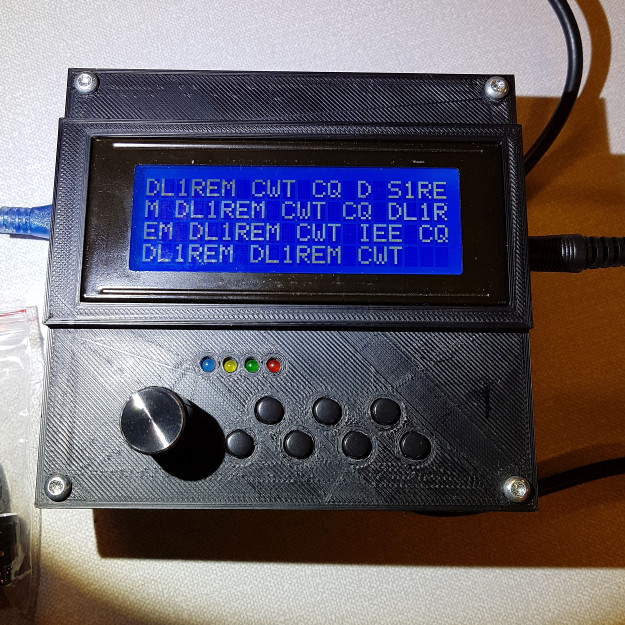 DL1REM CWT CQ D S1RE
M DL1REM CWT CQ DL1R
EM DL1REM CWT IEE CQ
DL1REM DL1REM CWT